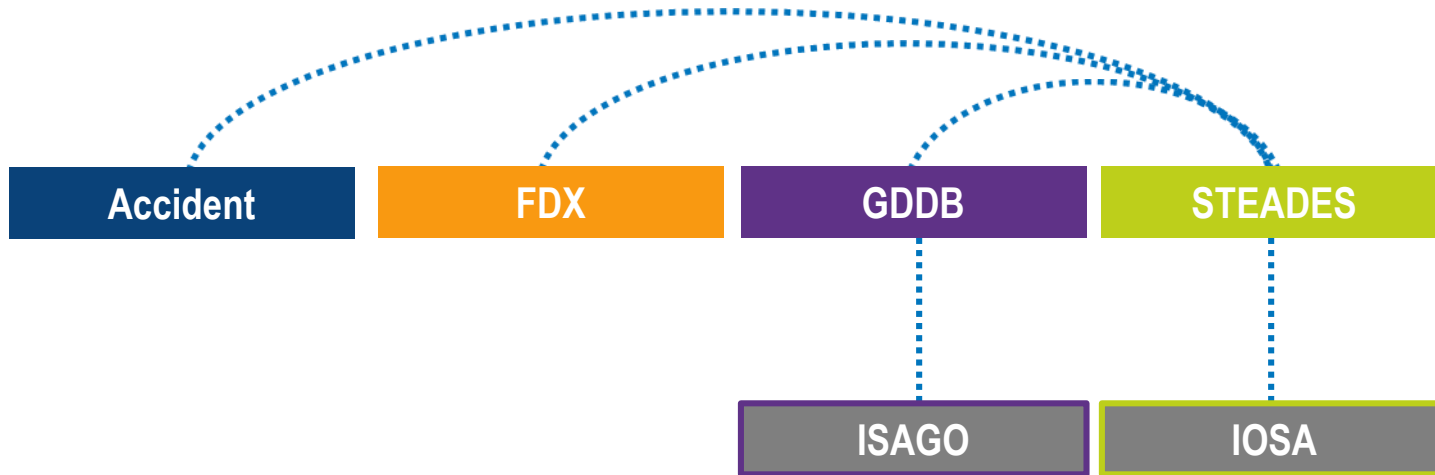 Accident
FDX
GDDB
STEADES
ISAGO
IOSA